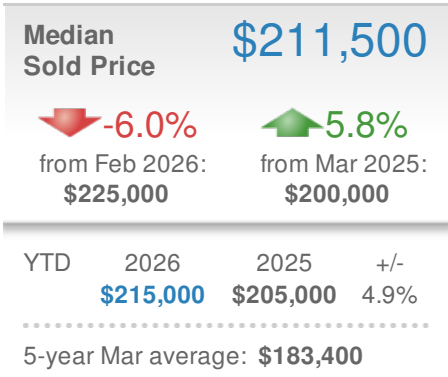 Median
Sold Price
$211,500
-6.0%
from Feb 2026:
$225,000
5.8%
from Mar 2025:
$200,000
YTD 2026 2025 +/-
$215,000 $205,000 4.9%
5-year Mar average: $183,400